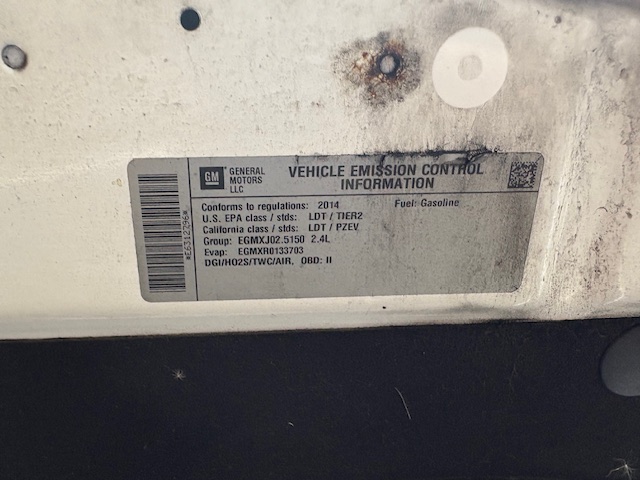 GM
GENERAL
MOTORS
LLC
VEHICLE EMISSION CONTROL
INFORMATION
Conforms to regulations: 2014 Fuel: Gasoline
U.S. EPA class / stds: LDT / TIER2
California class / stds: LDT / PZEV
Group: EGMXJ02.5150 2.4L
Evap: EGMXR0133703
DGI/HO2S/TWC/AIR, OBD: II
*E6312296*